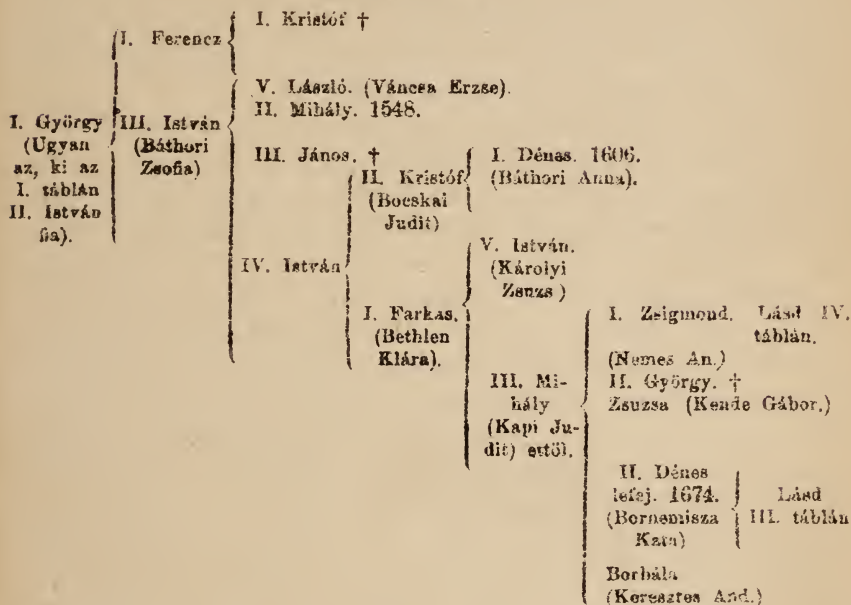 I. Kristóf †
I. Ferencz
V. László. (Váncsa Erzse).
II. Mihály. 1548.
I. György
(Ugyan
az, ki az
I. táblán
II. István
fia).
III. István
(Báthori
Zsofia)
III. János. †
II. Kristóf
(Bocskai
Judit)
I. Dénas. 1606.
(Báthori Anna).
IV. István
V. István.
(Károlyi
Zsuzs )
I. Farkas.
(Bethlen
Klára).
I. Zsigmond. Lásd IV.
táblán.
(Nemes An.)
II. György. †
Zsuzsa (Kende Gábor.)
III. Mi-
hály
(Kapi Ju-
dit) ettől.
II. Dénes
lefej. 1674.
(Bornemisza
Kata)
Lásd
III. táblán
Borbála
(Keresztes And.)